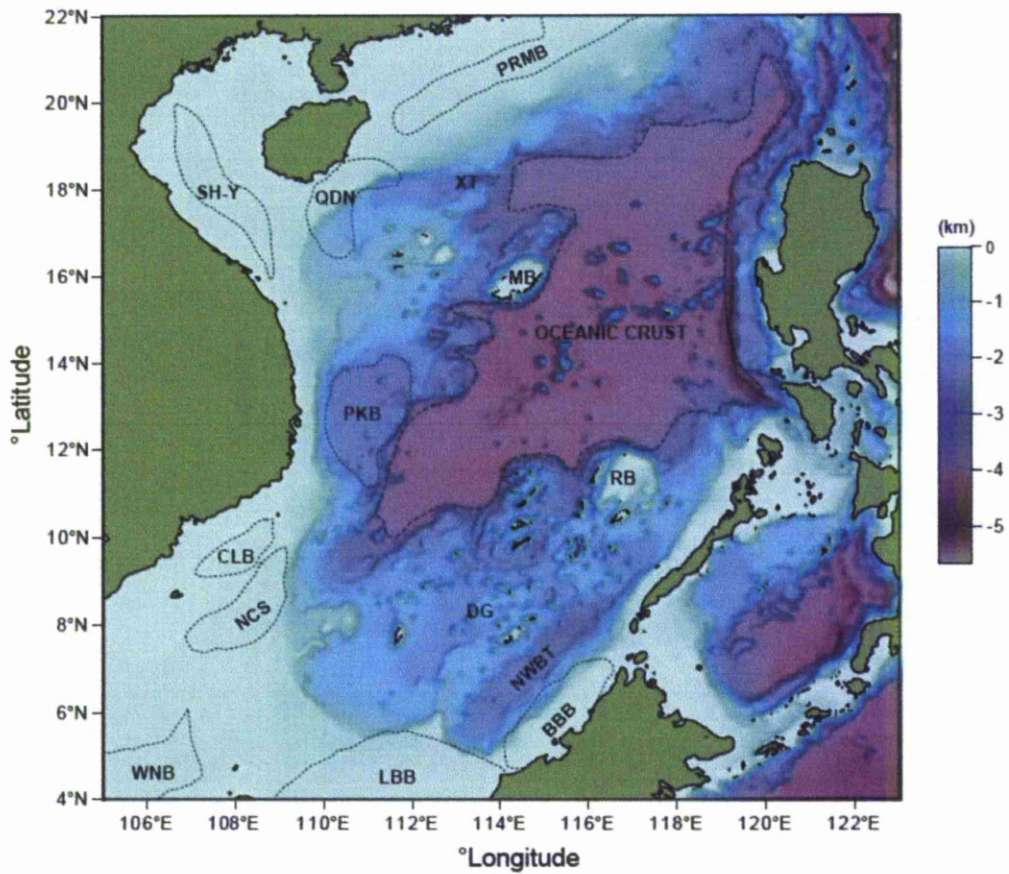 22°N
20°N
18°N
16°N
14°N
12°N
10°N
8°N
6°N
4°N
°Latitude
PRMB
SH-Y
QDN
XT
MB
OCEANIC CRUST
PKB
RB
CLB
NCS
DG
NWBT
BBB
WNB
LBB
106°E 108°E 110°E 112°E 114°E 116°E 118°E 120°E 122°E
°Longitude
(km)
0
-1
-2
-3
-4
-5